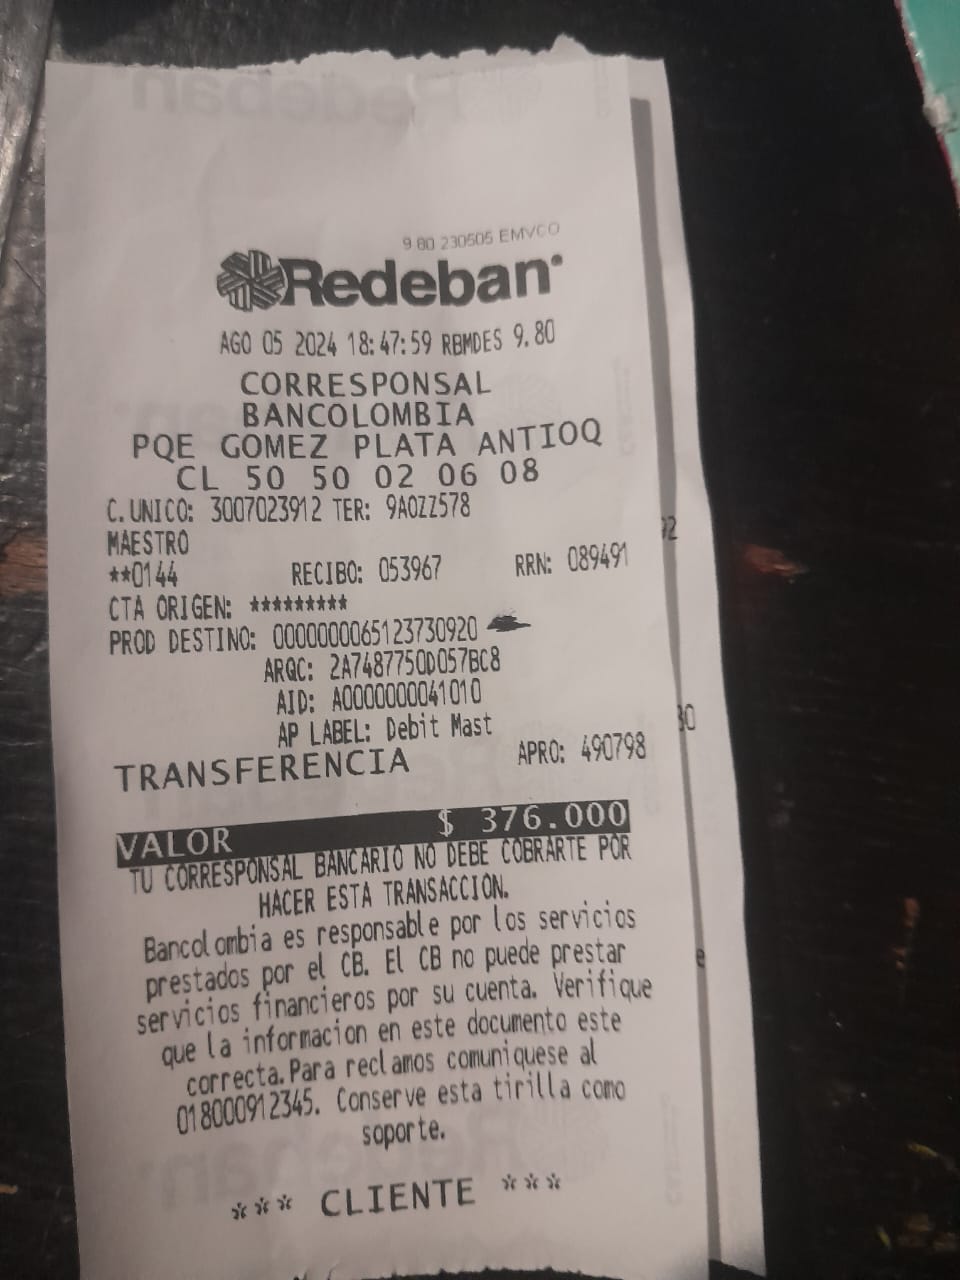 Redeban
9.80 230505 EMVCO
Redeban
AGO 05 2024 18:47:59 RBMDES 9.80
CORRESPONSAL
BANCOLOMBIA
PQE GOMEZ PLATA ANTIOQ
CL 50 50 02 06 08
C.UNICO: 3007023912 TER: 9A0ZZ578
MAESTRO
**0144 RECIBO: 053967 RRN: 089491
CTA ORIGEN: *********
PROD DESTINO: 00000000065123730920
ARQC: 2A7487750D057BC8
AID: A0000000041010
AP LABEL: Debit Mast
TRANSFERENCIA APRO: 490798
VALOR $ 376.000
TU CORRESPONSAL BANCARIO NO DEBE COBRARTE POR
HACER ESTA TRANSACCION.
Bancolombia es responsable por los servicios
prestados por el CB. El CB no puede prestar
servicios financieros por su cuenta. Verifique
que la informacion en este documento este
correcta.Para reclamos comuniquese al
018000912345. Conserve esta tirilla como
soporte.
*** CLIENTE ***